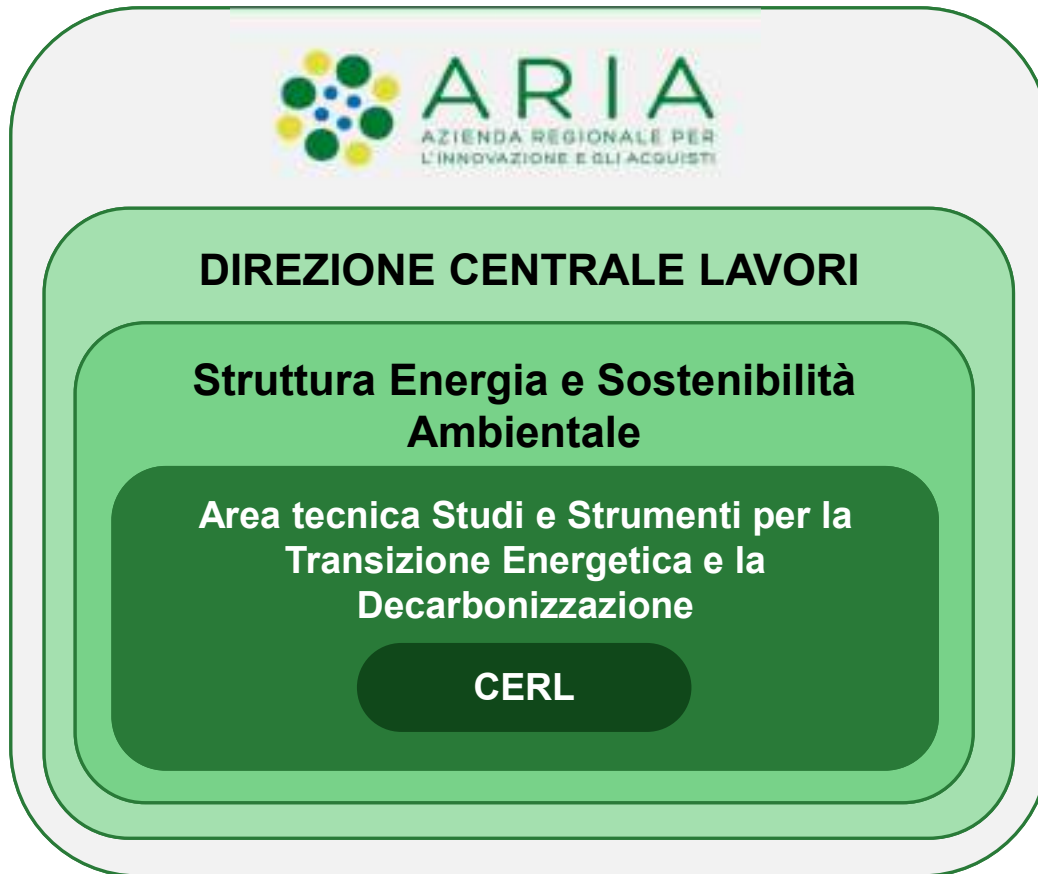 ARIA
AZIENDA REGIONALE PER
L'INNOVAZIONE E GLI ACQUISTI
DIREZIONE CENTRALE LAVORI
Struttura Energia e Sostenibilità
Ambientale
Area tecnica Studi e Strumenti per la
Transizione Energetica e la
Decarbonizzazione
CERL